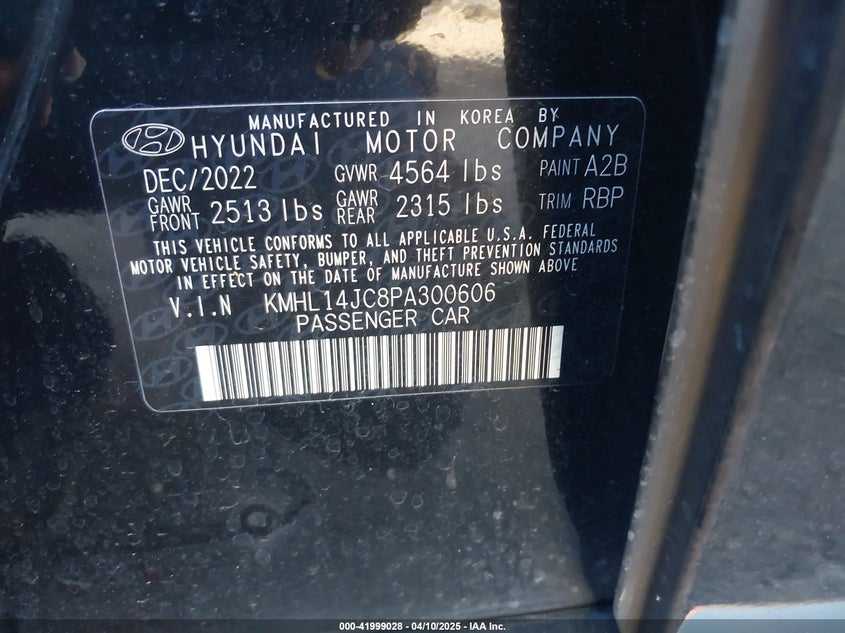 MANUFACTURED IN KOREA BY
HYUNDAI MOTOR COMPANY
DEC/2022 GVWR 4564 lbs PAINT A2B
GAWR FRONT 2513 lbs GAWR REAR 2315 lbs TRIM RBP
THIS VEHICLE CONFORMS TO ALL APPLICABLE U.S.A. FEDERAL
MOTOR VEHICLE SAFETY, BUMPER, AND THEFT PREVENTION STANDARDS
IN EFFECT ON THE DATE OF MANUFACTURE SHOWN ABOVE
V.I.N KMHL14JC8PA300606
PASSENGER CAR
000-41999028 - 04/10/2025 - IAA Inc.